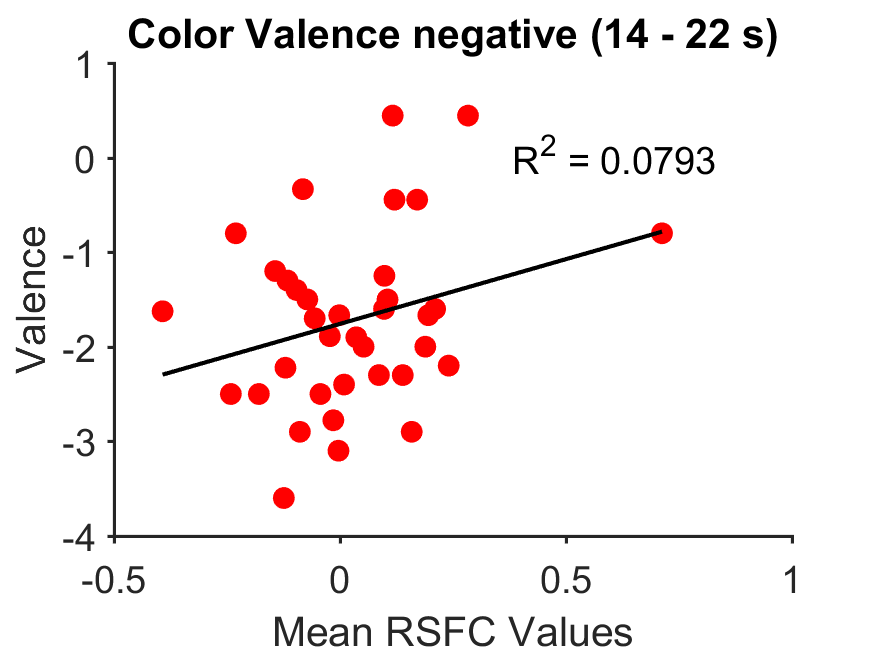 Color Valence negative (14 - 22 s)
1
0
-1
-2
-3
-4
Valence
R² = 0.0793
-0.5
0
0.5
1
Mean RSFC Values